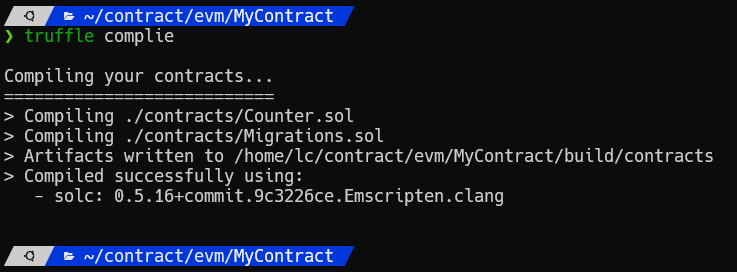 ~/contract/evm/MyContract
❯ truffle complie
Compiling your contracts...
===========================
> Compiling ./contracts/Counter.sol
> Compiling ./contracts/Migrations.sol
> Artifacts written to /home/lc/contract/evm/MyContract/build/contracts
> Compiled successfully using:
- solc: 0.5.16+commit.9c3226ce.Emscripten.clang
~/contract/evm/MyContract